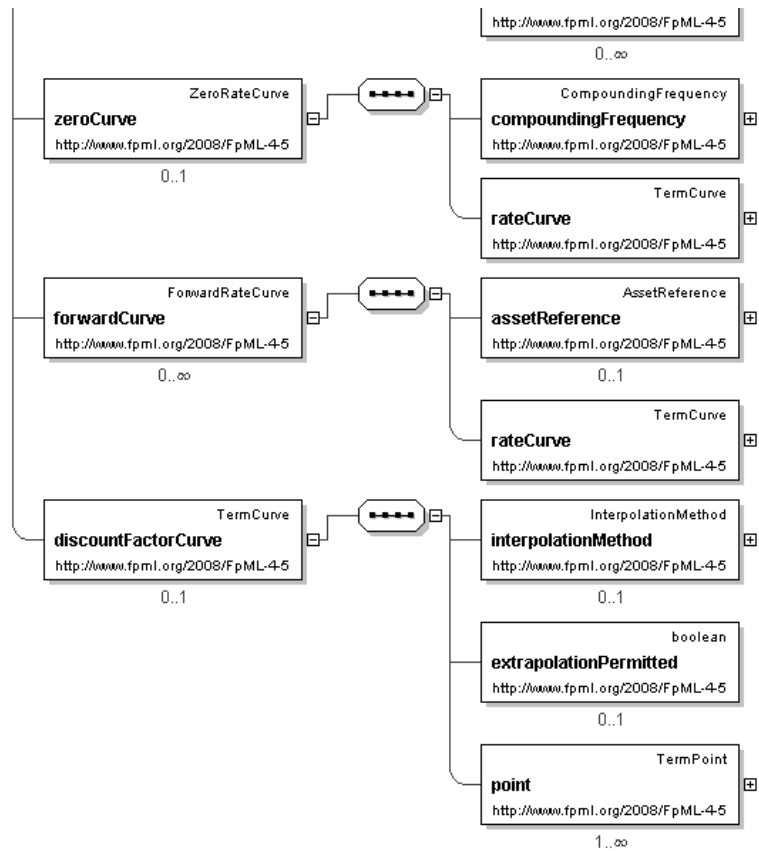 http://www.fpml.org/2008/FpML-4-5
0..∞
ZeroRateCurve
zeroCurve
http://www.fpml.org/2008/FpML-4-5
0..1
CompoundingFrequency
compoundingFrequency
http://www.fpml.org/2008/FpML-4-5
TermCurve
rateCurve
http://www.fpml.org/2008/FpML-4-5
ForwardRateCurve
forwardCurve
http://www.fpml.org/2008/FpML-4-5
0..∞
AssetReference
assetReference
http://www.fpml.org/2008/FpML-4-5
0..1
TermCurve
rateCurve
http://www.fpml.org/2008/FpML-4-5
TermCurve
discountFactorCurve
http://www.fpml.org/2008/FpML-4-5
0..1
InterpolationMethod
interpolationMethod
http://www.fpml.org/2008/FpML-4-5
0..1
boolean
extrapolationPermitted
http://www.fpml.org/2008/FpML-4-5
0..1
TermPoint
point
http://www.fpml.org/2008/FpML-4-5
1..∞